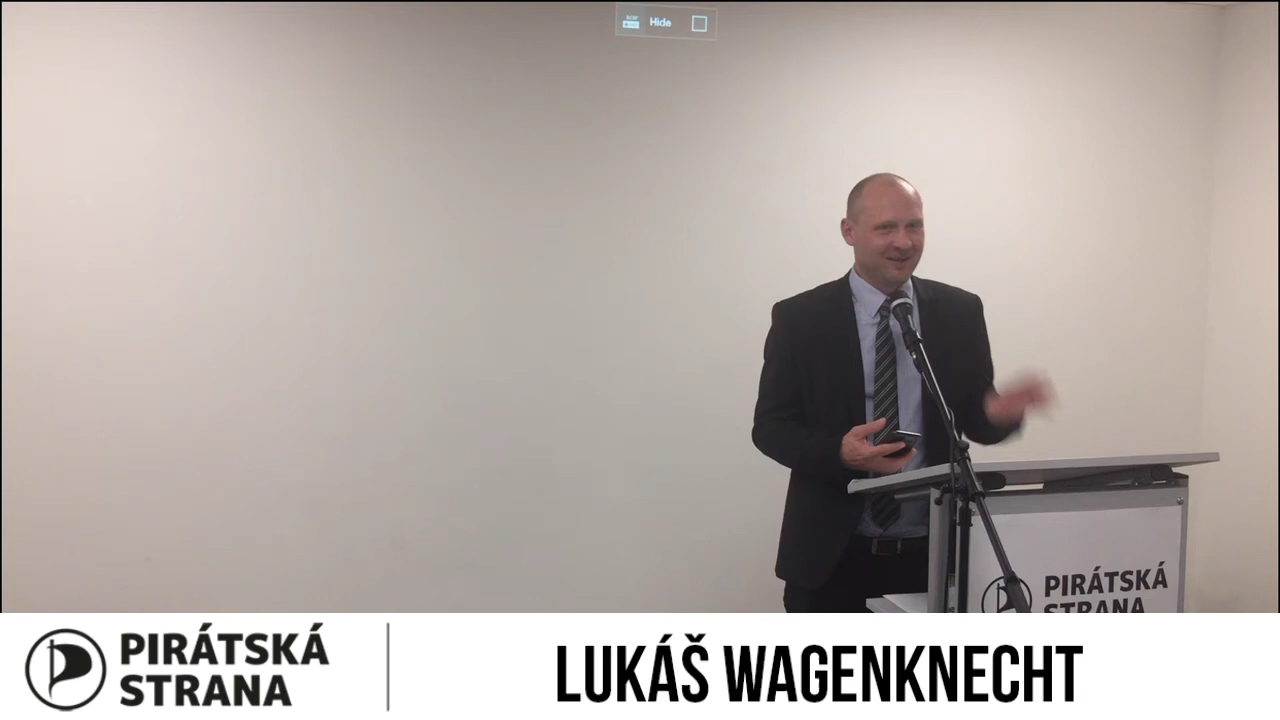 Hide
PIRÁTSKÁ
STRANA
PIRÁTSKÁ
STRANA
LUKÁŠ WAGENKNECHT